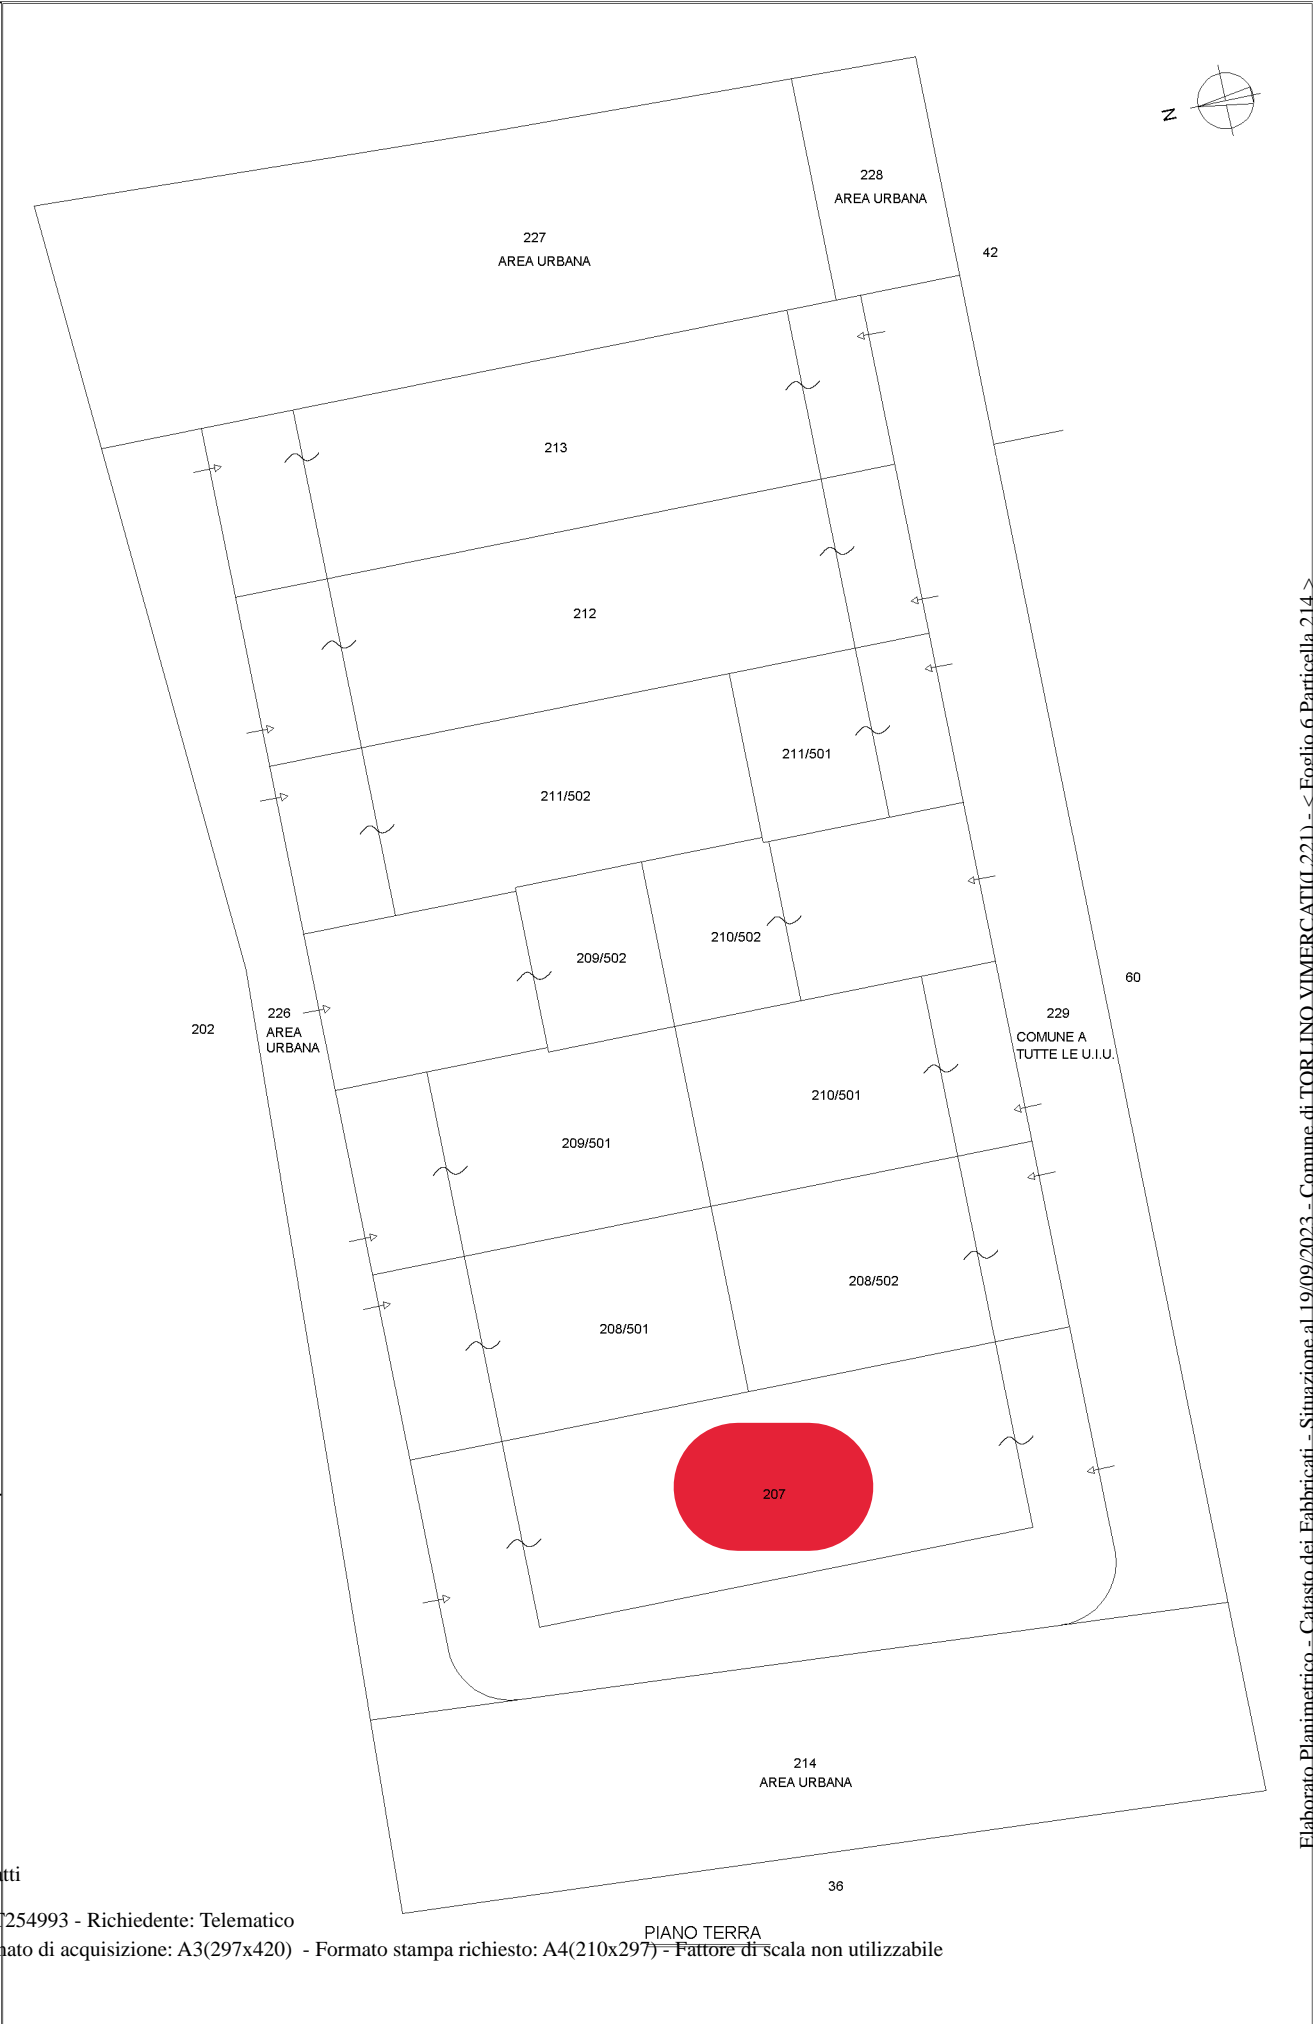 N
228
AREA URBANA
227
AREA URBANA
42
213
212
211/501
211/502
210/502
209/502
60
226
AREA
URBANA
202
229
COMUNE A
TUTTE LE U.I.U.
210/501
209/501
208/502
208/501
207
214
AREA URBANA
36
PIANO TERRA
T254993 - Richiedente: Telematico
di acquisizione: A3(297x420) - Formato stampa richiesto: A4(210x297) - Fattore di scala non utilizzabile
Elaborato Planimetrico - Catasto dei Fabbricati - Situazione al 19/09/2023 - Comune di TORLINO VIMERCATI(L221) - < Foglio 6 Particella 214 >